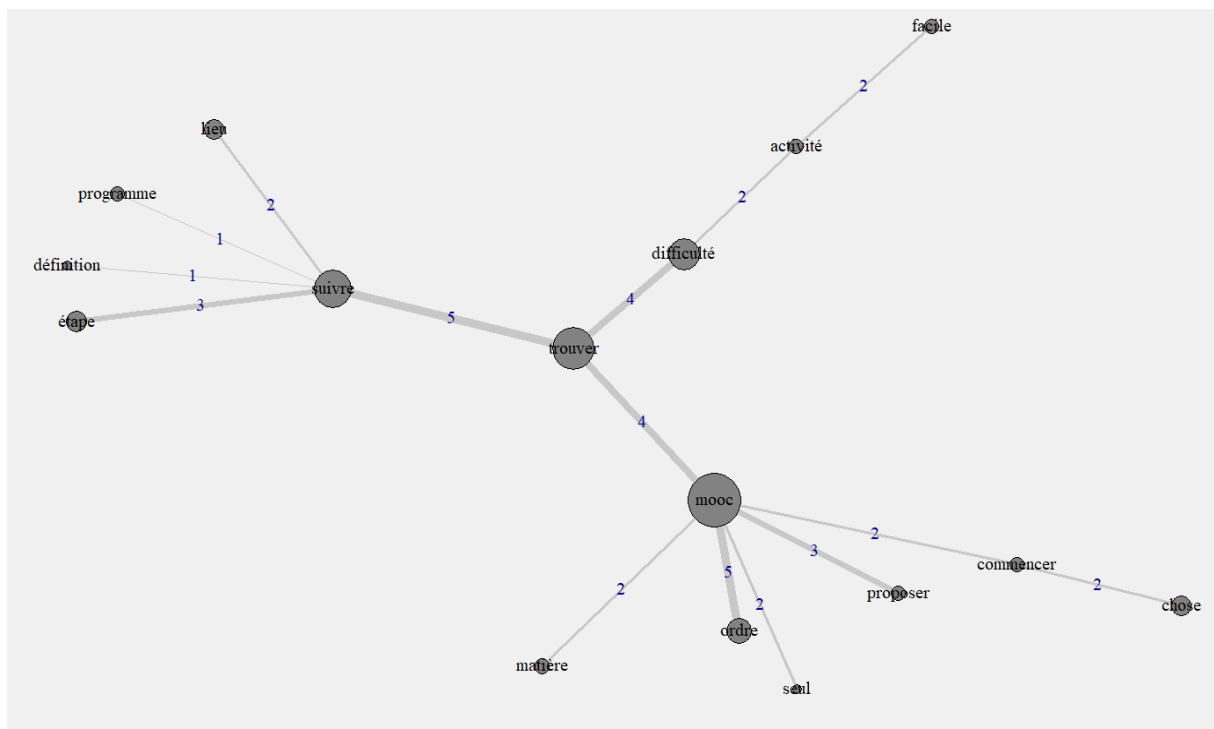 facile
2
lieu
activité
programme
2
2
1
difficulté
définition
1
suivre
4
étape
3
5
trouver
4
mooc
2
3
commencer
5
2
2
2
proposer
chose
ordre
matière
seul